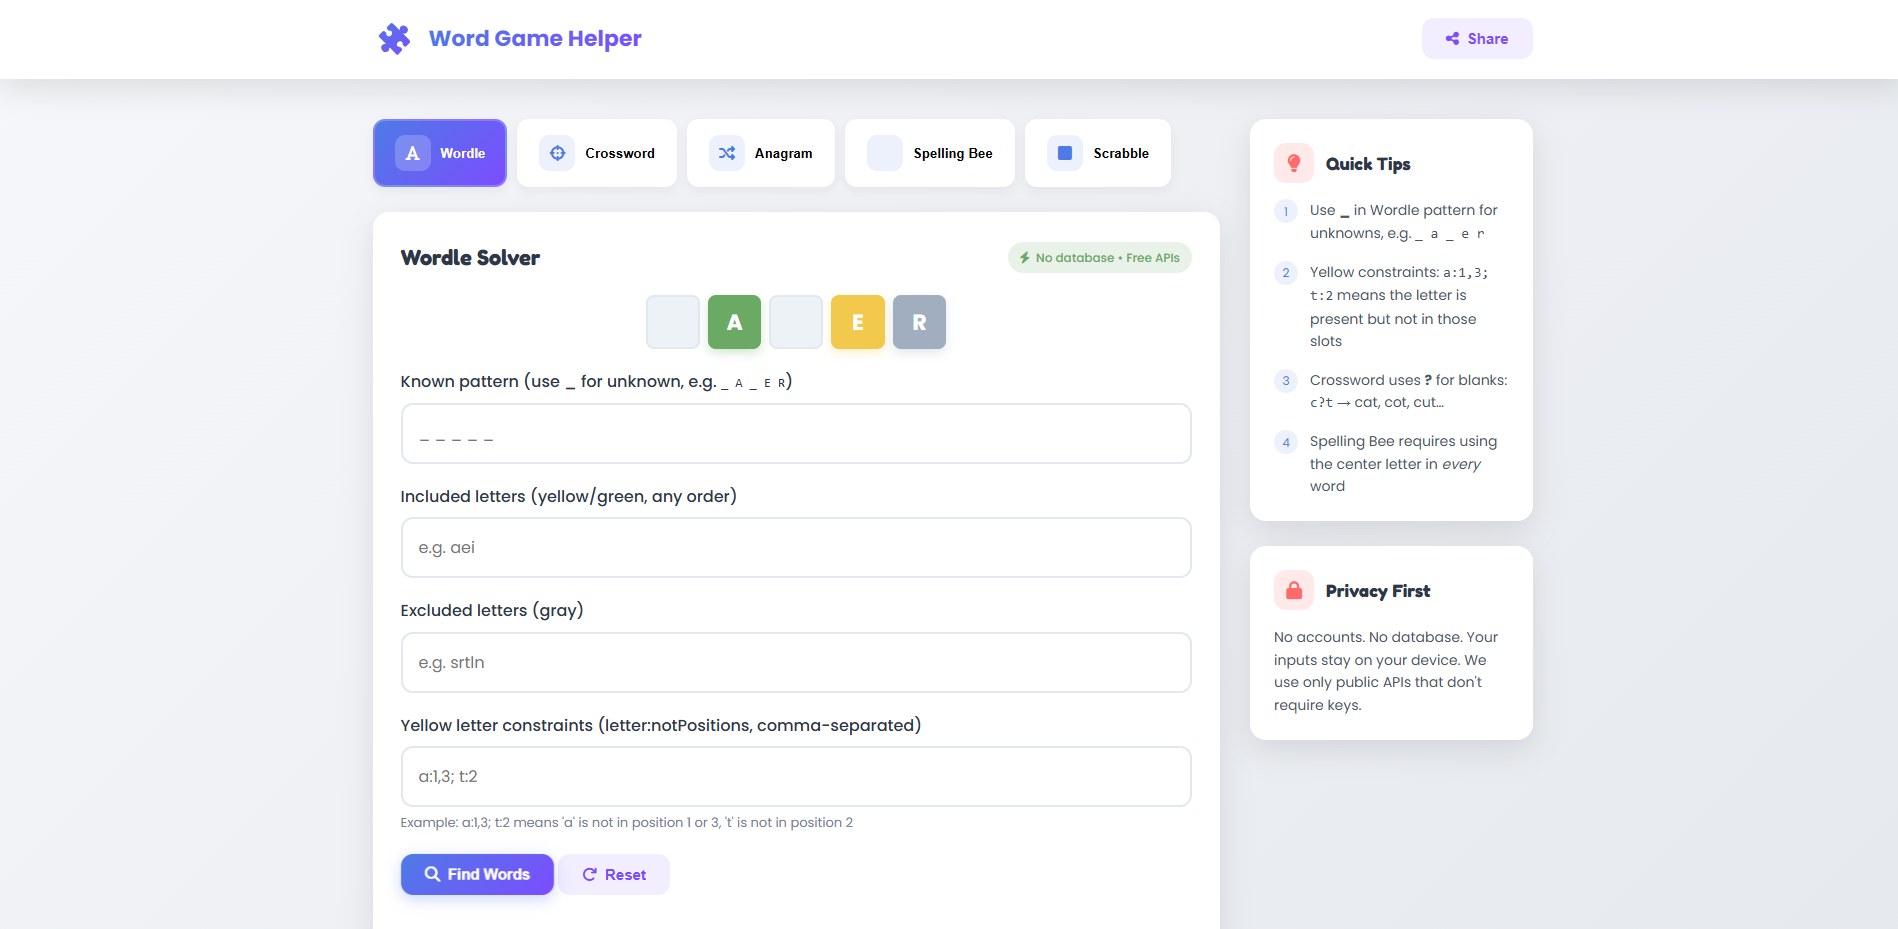 Word Game Helper
Share
A Wordle
Crossword
Anagram
Spelling Bee
Scrabble
Wordle Solver
No database • Free APIs
A E R
Known pattern (use _ for unknown, e.g. _ A _ E R)
_ _ _ _ _
Included letters (yellow/green, any order)
e.g. aei
Excluded letters (gray)
e.g. srtln
Yellow letter constraints (letter:notPositions, comma-separated)
a:1,3; t:2
Example: a:1,3; t:2 means 'a' is not in position 1 or 3, 't' is not in position 2
Find Words
Reset
Quick Tips
1 Use _ in Wordle pattern for
unknowns, e.g. _ a _ e r
2 Yellow constraints: a:1,3;
t:2 means the letter is
present but not in those
slots
3 Crossword uses ? for blanks:
c?t → cat, cot, cut…
4 Spelling Bee requires using
the center letter in every
word
Privacy First
No accounts. No database. Your
inputs stay on your device. We
use only public APIs that don't
require keys.